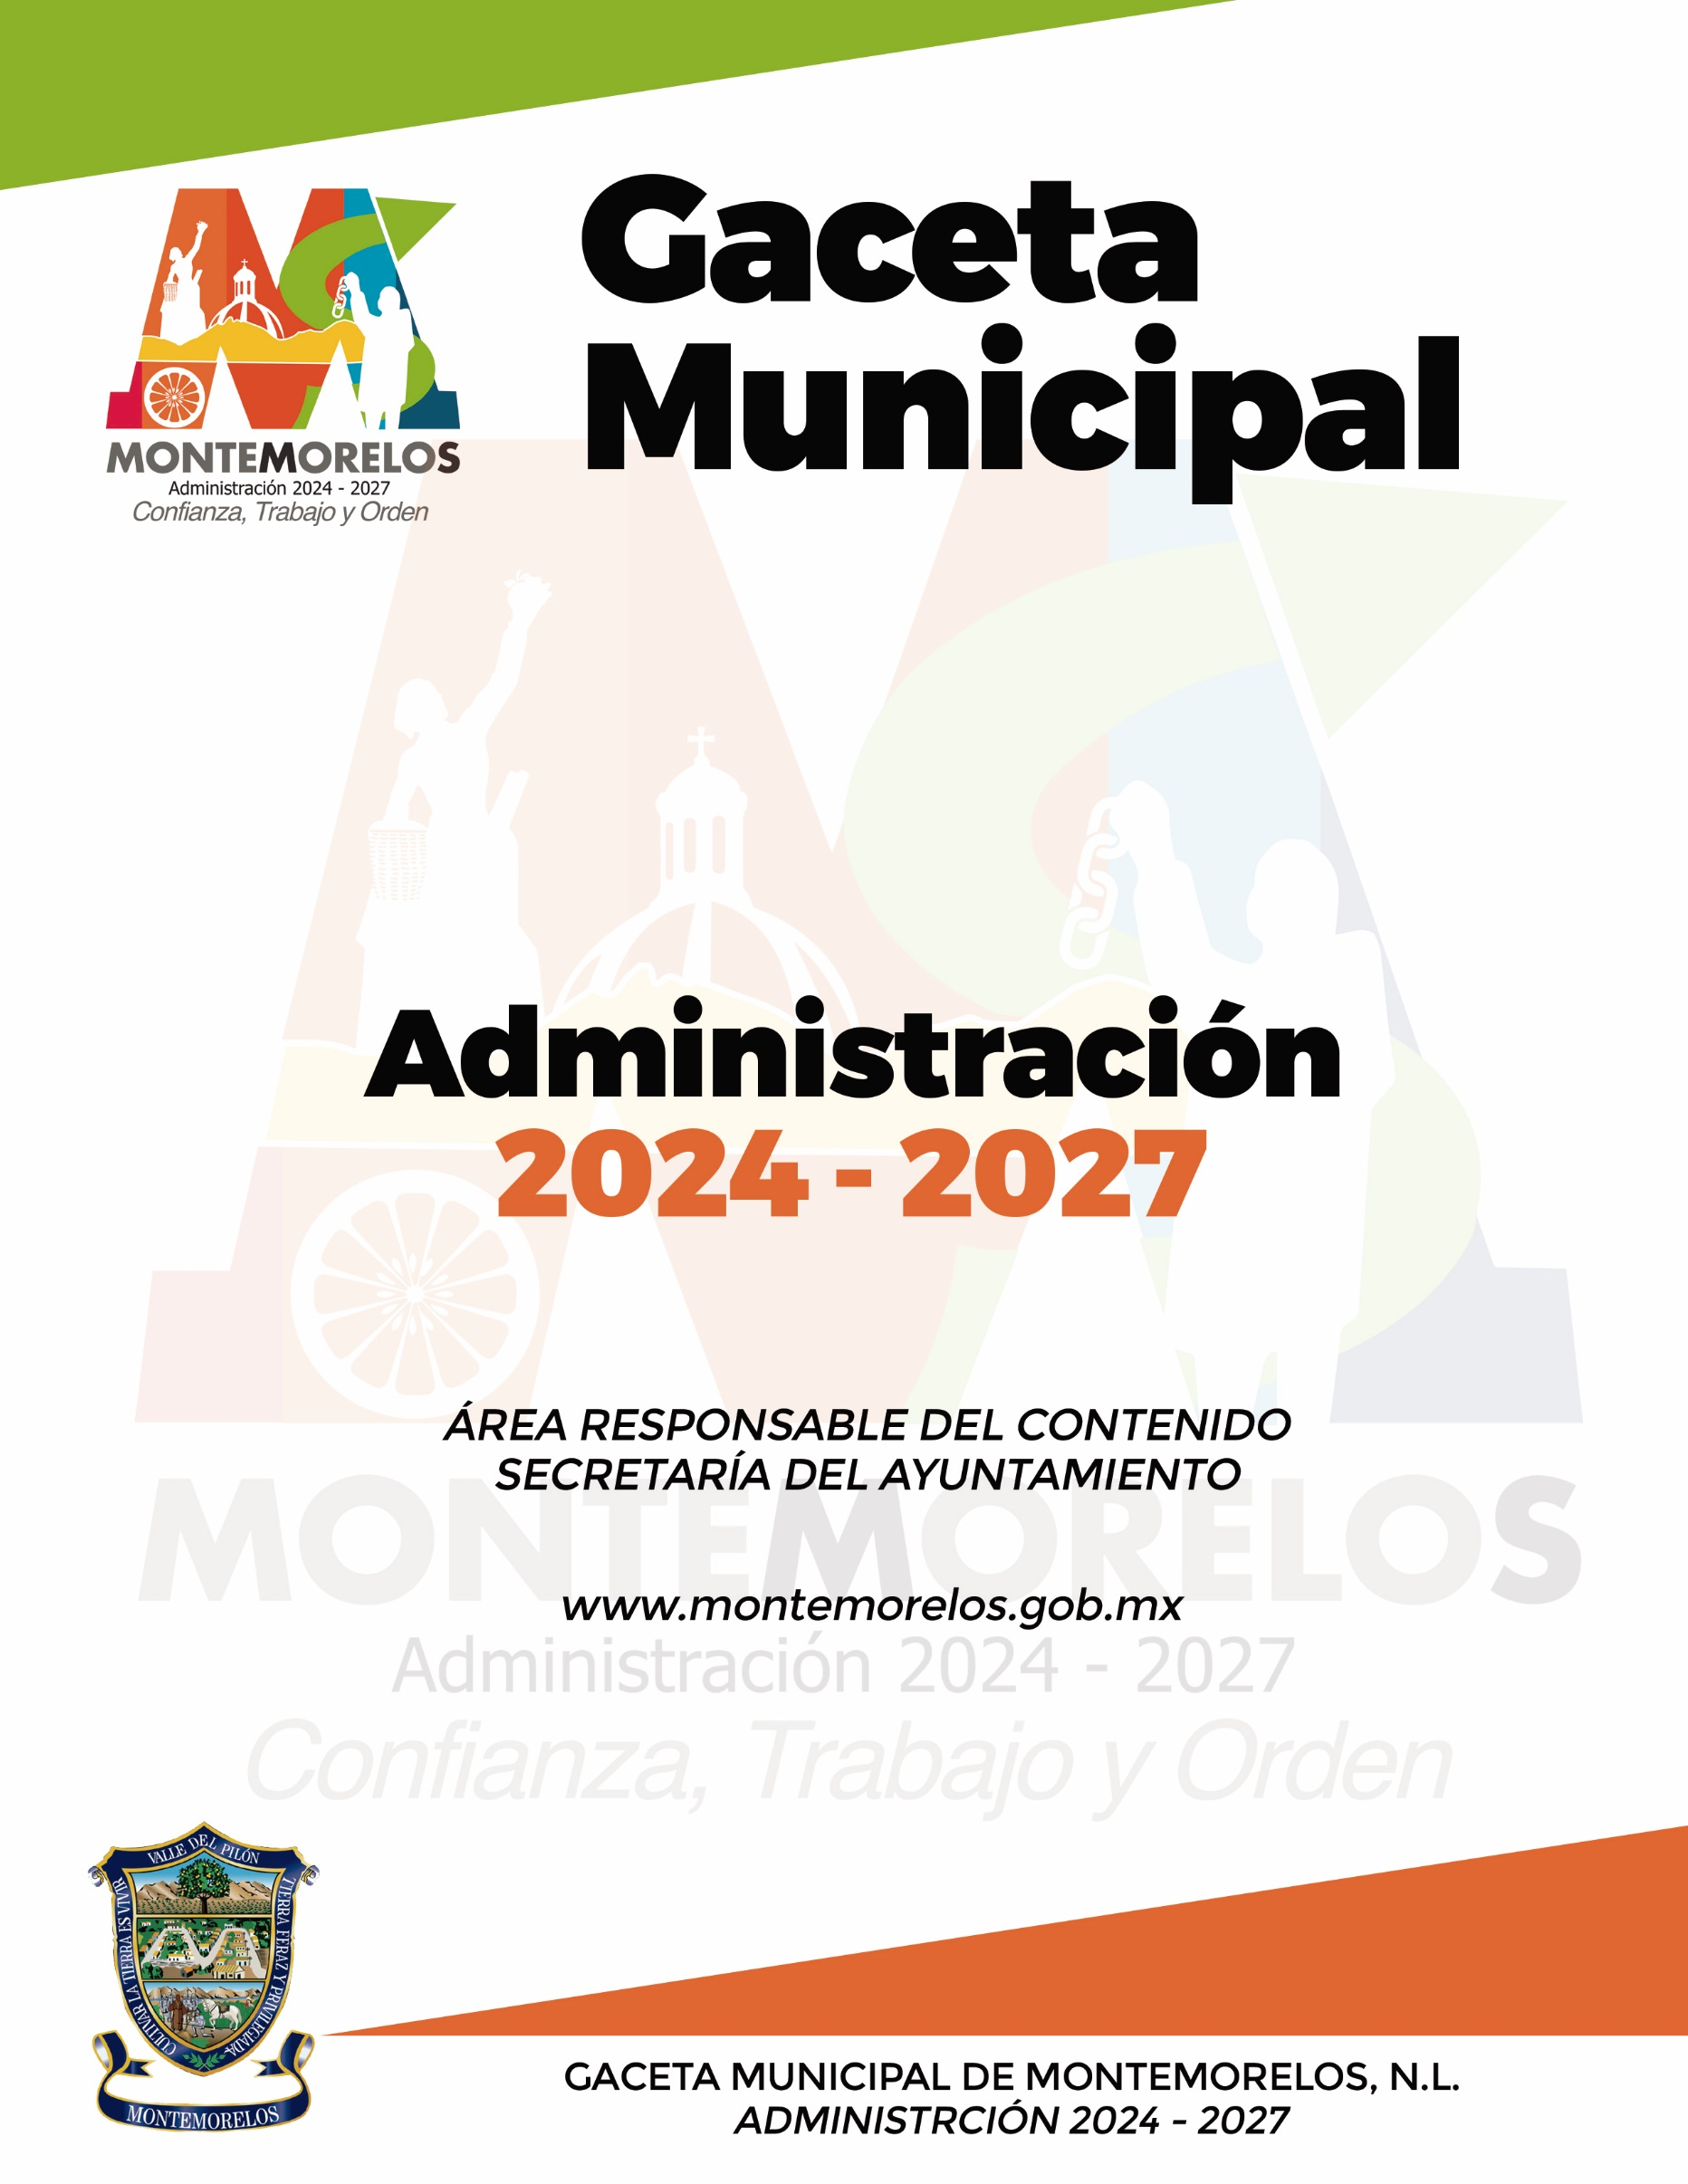 Gaceta
Municipal
MONTEMORELOS
Administración 2024 - 2027
Confianza, Trabajo y Orden
Administración
2024 - 2027
ÁREA RESPONSABLE DEL CONTENIDO
SECRETARÍA DEL AYUNTAMIENTO
MONTEMORELOS
www.montemorelos.gob.mx
Administración 2024 - 2027
Confianza, Trabajo y Orden
VALLE DEL PILÓN
CULTIVAR LA TIERRA ES VIVIR
TIERRA FERAZ Y PRIVILEGIADA
MONTEMORELOS
GACETA MUNICIPAL DE MONTEMORELOS, N.L.
ADMINISTRCIÓN 2024 - 2027